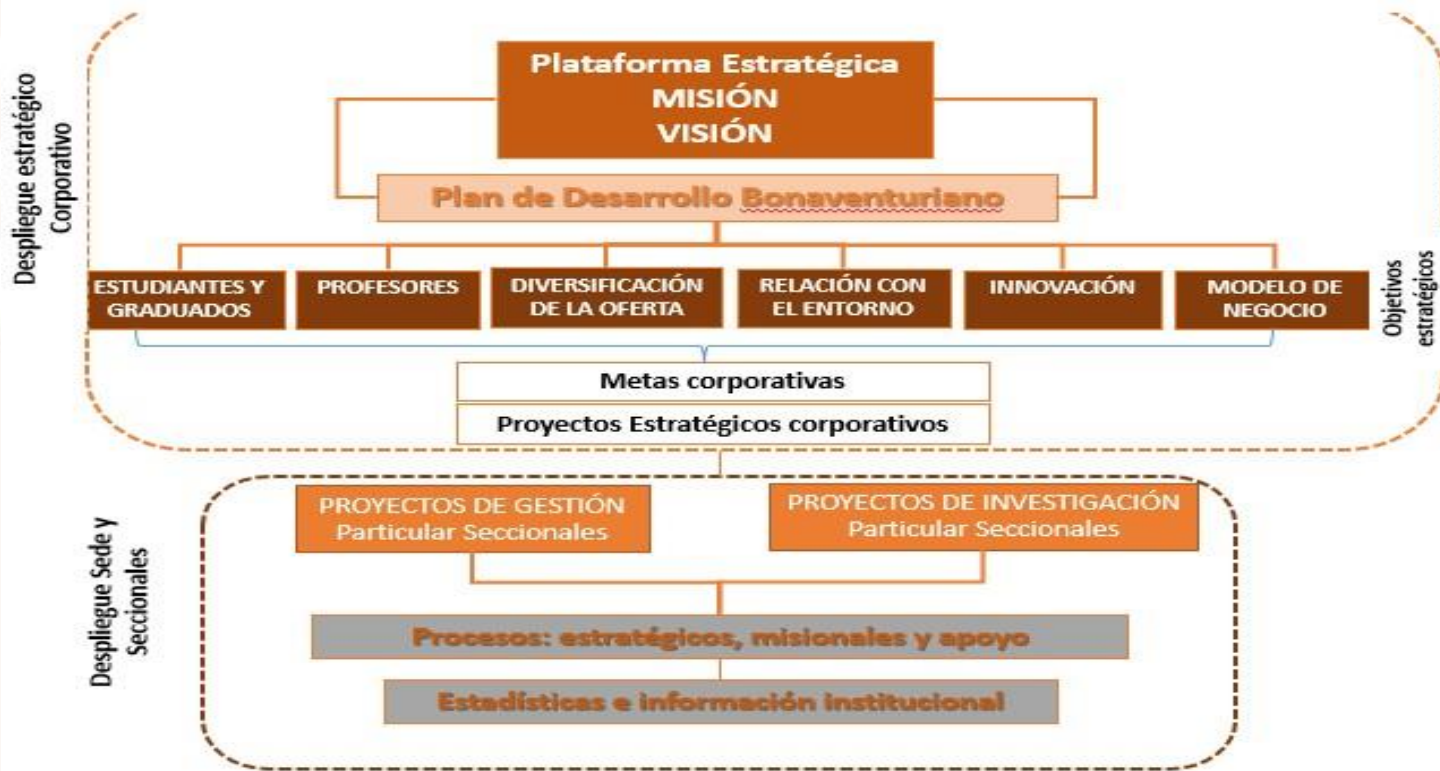 Despliegue estratégico
Corporativo
Plataforma Estratégica
MISIÓN
VISIÓN
Plan de Desarrollo Bonaventuriano
ESTUDIANTES Y
GRADUADOS
PROFESORES
DIVERSIFICACIÓN
DE LA OFERTA
RELACIÓN CON
EL ENTORNO
INNOVACIÓN
MODELO DE
NEGOCIO
Objetivos
estratégicos
Metas corporativas
Proyectos Estratégicos corporativos
Despliegue Sede y
Seccionales
PROYECTOS DE GESTIÓN
Particular Seccionales
PROYECTOS DE INVESTIGACIÓN
Particular Seccionales
Procesos: estratégicos, misionales y apoyo
Estadísticas e información institucional